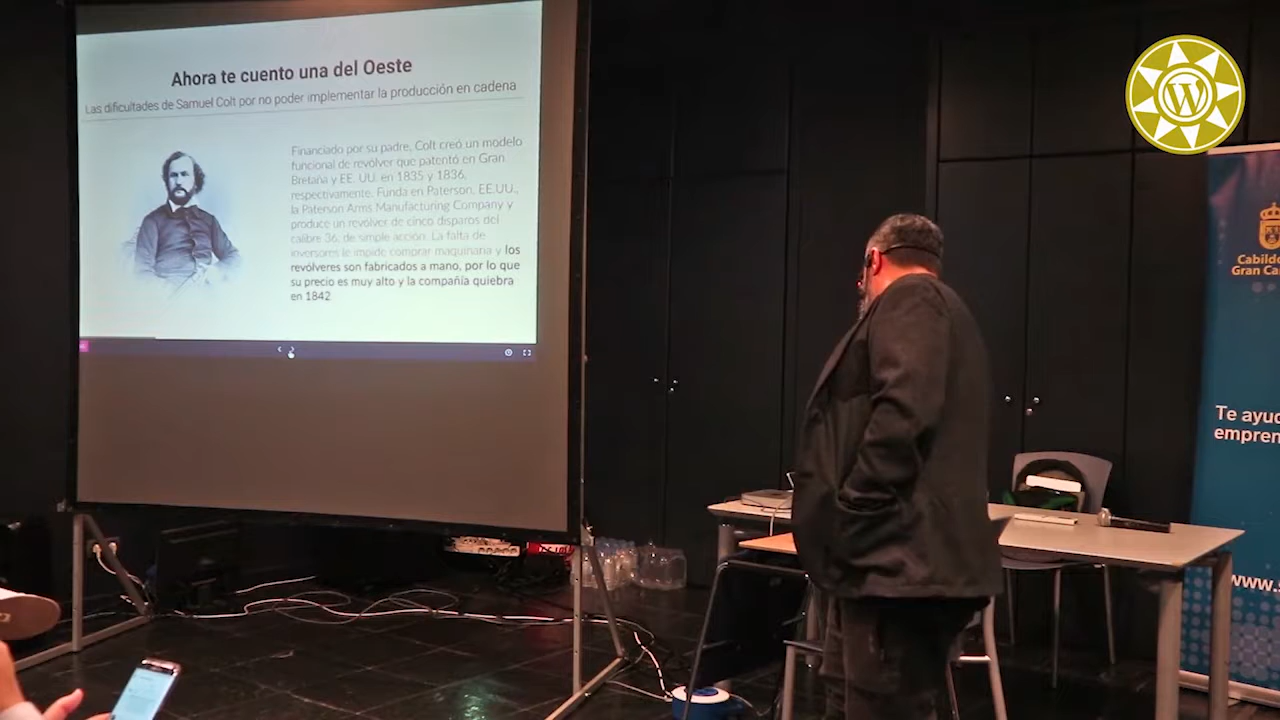 Ahora te cuento una del Oeste
Las dificultades de Samuel Colt por no poder implementar la producción en cadena
Financiado por su padre, Colt creó un modelo
funcional de revólver que patentó en Gran
Bretaña y EE. UU. en 1835 y 1836,
respectivamente. Funda en Paterson, EE.UU.,
la Paterson Arms Manufacturing Company y
produce un revólver de cinco disparos del
calibre 36, de simple acción. La falta de
inversores le impide comprar maquinaria y los
revólveres son fabricados a mano, por lo que
su precio es muy alto y la compañía quiebra
en 1842
W
Cabildo
Gran Ca
Te ayud
empren
www.s